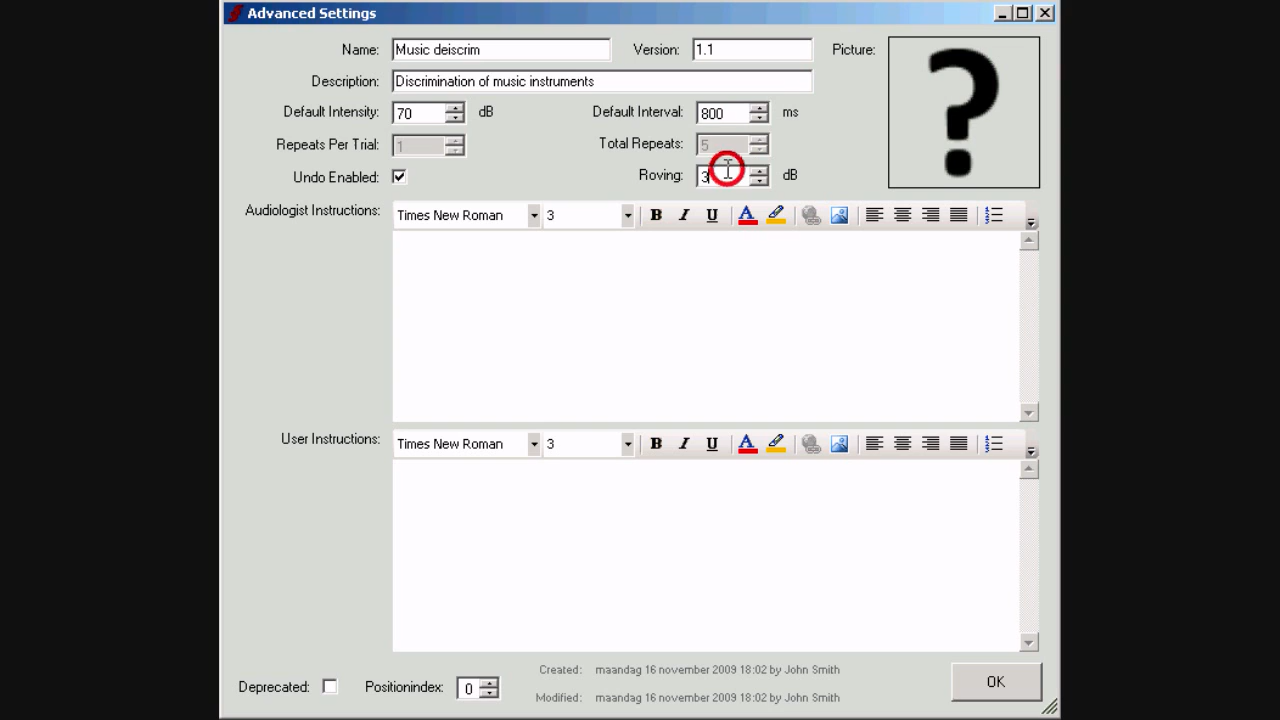 Advanced Settings
Name: Music deiscrim Version: 1.1 Picture:
Description: Discrimination of music instruments
Default Intensity: 70 dB Default Interval: 800 ms
Repeats Per Trial: 1 Total Repeats: 5
Undo Enabled: Roving: 3 dB
Audiologist Instructions: Times New Roman 3 B I U A
User Instructions: Times New Roman 3 B I U A
Created: maandag 16 november 2009 18:02 by John Smith
Deprecated: Positionindex: 0 OK
Modified: maandag 16 november 2009 18:02 by John Smith